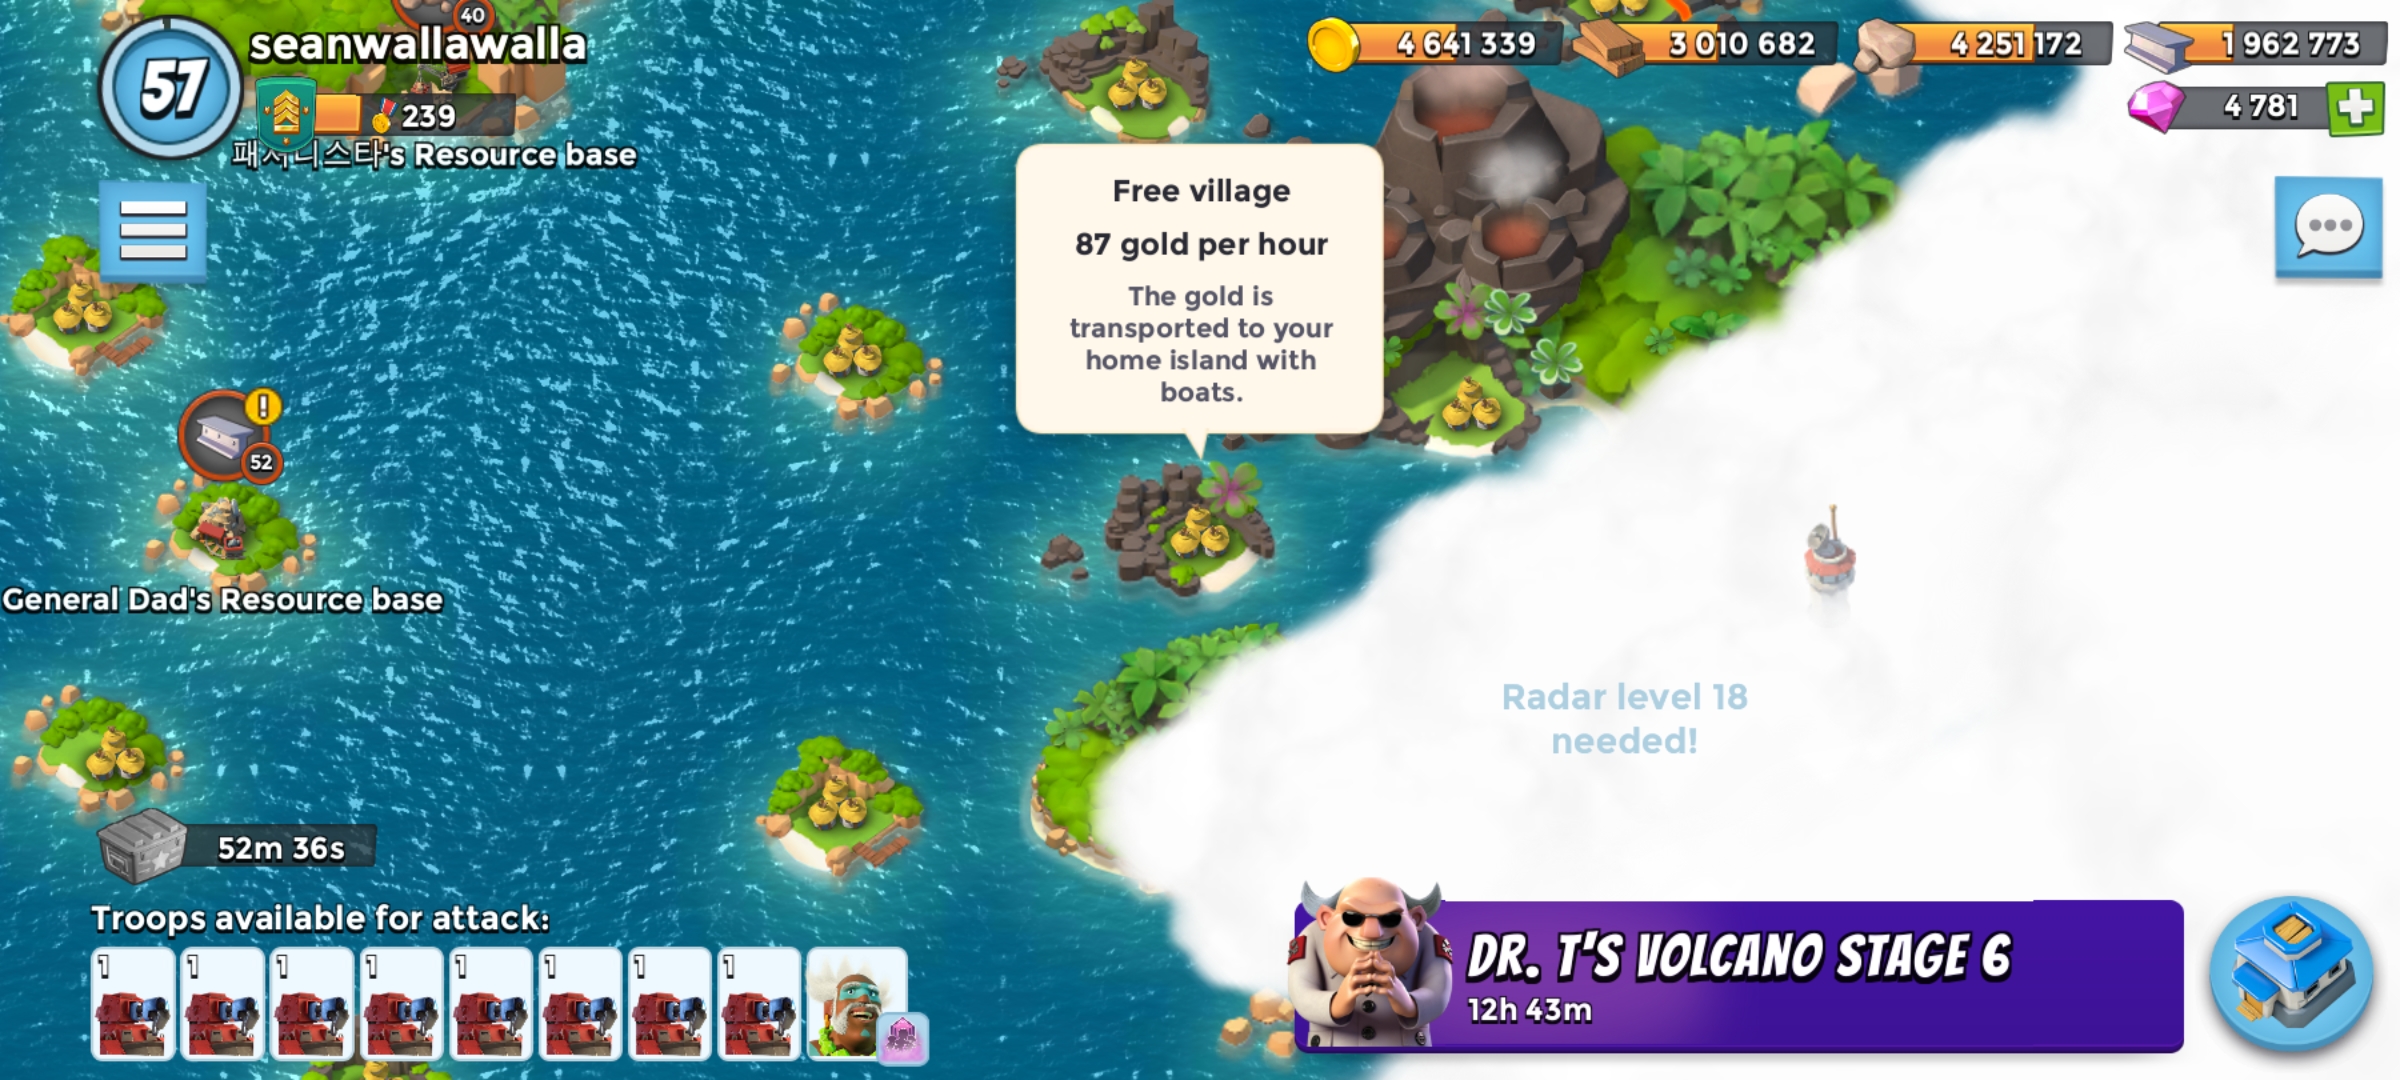 40
57
seanwallawalla
239
패셔니스타's Resource base
4 641 339
3 010 682
4 251 172
1 962 773
4 781
Free village
87 gold per hour
The gold is
transported to your
home island with
boats.
!
52
General Dad's Resource base
Radar level 18
needed!
52m 36s
Troops available for attack:
1 1 1 1 1 1 1 1
DR. T'S VOLCANO STAGE 6
12h 43m